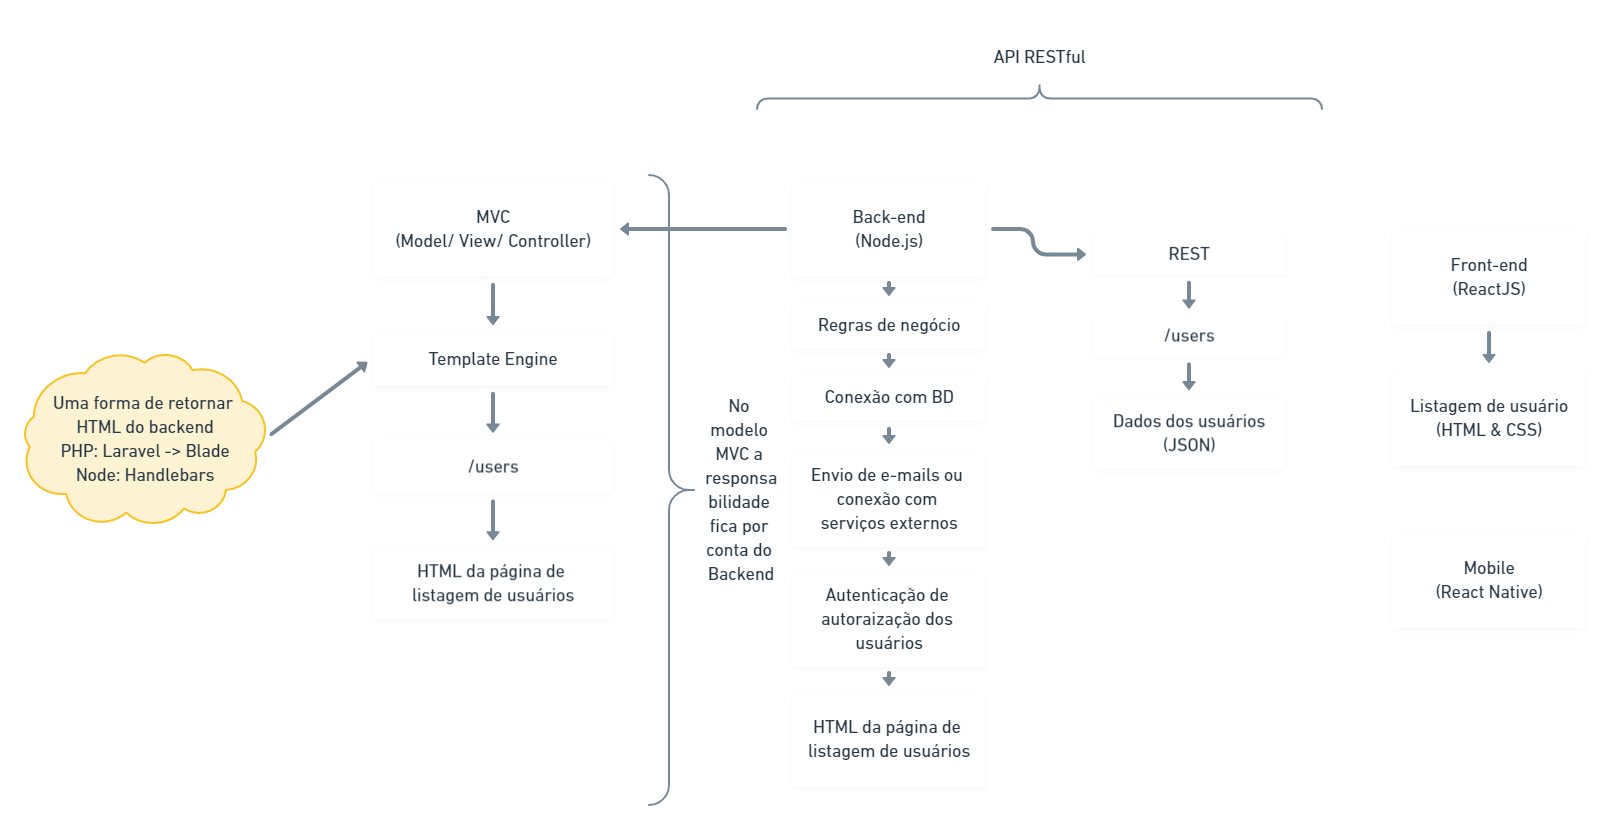 API RESTful
MVC
(Model/ View/ Controller)
Template Engine
/users
HTML da página de
listagem de usuários
Uma forma de retornar
HTML do backend
PHP: Laravel -> Blade
Node: Handlebars
No
modelo
MVC a
responsa
bilidade
fica por
conta do
Backend
Back-end
(Node.js)
Regras de negócio
Conexão com BD
Envio de e-mails ou
conexão com
serviços externos
Autenticação de
autoraização dos
usuários
HTML da página de
listagem de usuários
REST
/users
Dados dos usuários
(JSON)
Front-end
(ReactJS)
Listagem de usuário
(HTML & CSS)
Mobile
(React Native)